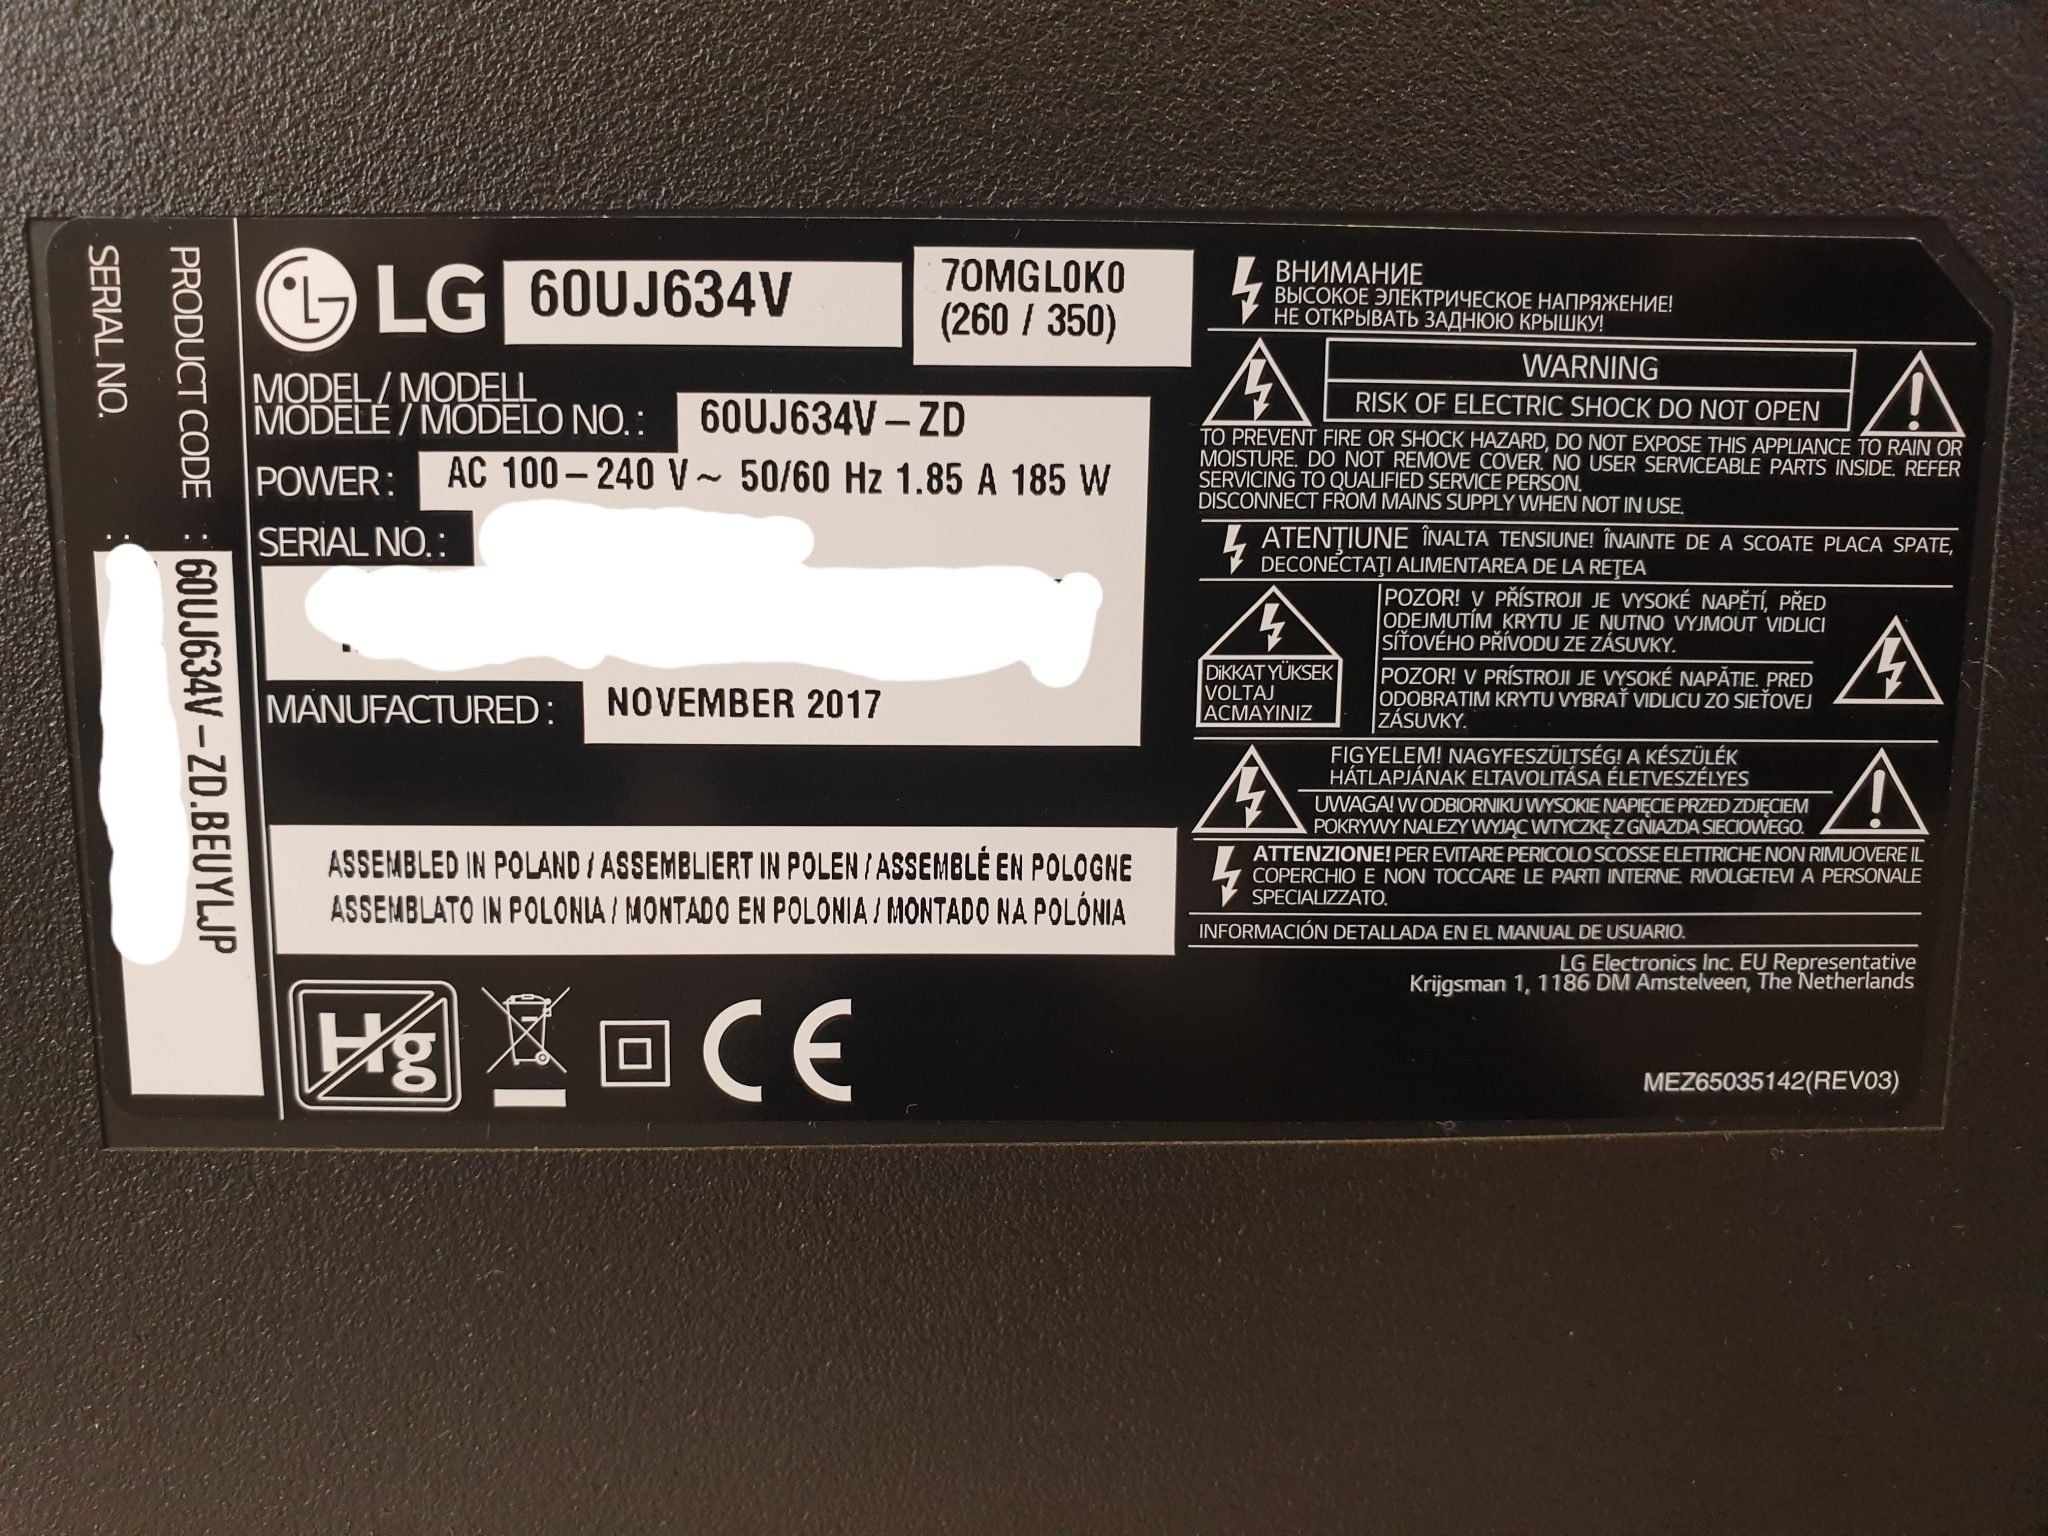 SERIAL NO. :
PRODUCT CODE : 60UJ634V-ZD.BEUYLJP
LG 60UJ634V
70MGL0K0
(260 / 350)
MODEL / MODELL
MODELE / MODELO NO. : 60UJ634V-ZD
POWER : AC 100-240 V~ 50/60 Hz 1.85 A 185 W
SERIAL NO. :
MANUFACTURED : NOVEMBER 2017
ASSEMBLED IN POLAND / ASSEMBLIERT IN POLEN / ASSEMBLÉ EN POLOGNE
ASSEMBLATO IN POLONIA / MONTADO EN POLONIA / MONTADO NA POLÓNIA
Hg
CE
ВНИМАНИЕ
ВЫСОКОЕ ЭЛЕКТРИЧЕСКОЕ НАПРЯЖЕНИЕ!
НЕ ОТКРЫВАТЬ ЗАДНЮЮ КРЫШКУ!
WARNING
RISK OF ELECTRIC SHOCK DO NOT OPEN
TO PREVENT FIRE OR SHOCK HAZARD, DO NOT EXPOSE THIS APPLIANCE TO RAIN OR
MOISTURE. DO NOT REMOVE COVER. NO USER SERVICEABLE PARTS INSIDE. REFER
SERVICING TO QUALIFIED SERVICE PERSON.
DISCONNECT FROM MAINS SUPPLY WHEN NOT IN USE.
ATENŢIUNE ÎNALTA TENSIUNE! ÎNAINTE DE A SCOATE PLACA SPATE,
DECONECTAŢI ALIMENTAREA DE LA REŢEA
DiKKAT YÜKSEK
VOLTAJ
ACMAYINIZ
POZOR! V PŘÍSTROJI JE VYSOKÉ NAPĚTÍ, PŘED
ODEJMUTÍM KRYTU JE NUTNO VYJMOUT VIDLICI
SÍŤOVÉHO PŘÍVODU ZE ZÁSUVKY.
POZOR! V PRÍSTROJI JE VYSOKÉ NAPÄTIE. PRED
ODOBRATIM KRYTU VYBRAŤ VIDLICU ZO SIEŤOVEJ
ZÁSUVKY.
FIGYELEM! NAGYFESZÜLTSÉG! A KÉSZÜLÉK
HÁTLAPJÁNAK ELTAVOLITÁSA ÉLETVESZÉLYES
UWAGA! W ODBIORNIKU WYSOKIE NAPIĘCIE PRZED ZDJĘCIEM
POKRYWY NALEZY WYJĄC WTYCZKĘ Z GNIAZDA SIECIOWEGO.
ATTENZIONE! PER EVITARE PERICOLO SCOSSE ELETTRICHE NON RIMUOVERE IL
COPERCHIO E NON TOCCARE LE PARTI INTERNE. RIVOLGETEVI A PERSONALE
SPECIALIZZATO.
INFORMACIÓN DETALLADA EN EL MANUAL DE USUARIO.
LG Electronics Inc. EU Representative
Krijgsman 1, 1186 DM Amstelveen, The Netherlands
MEZ65035142(REV03)